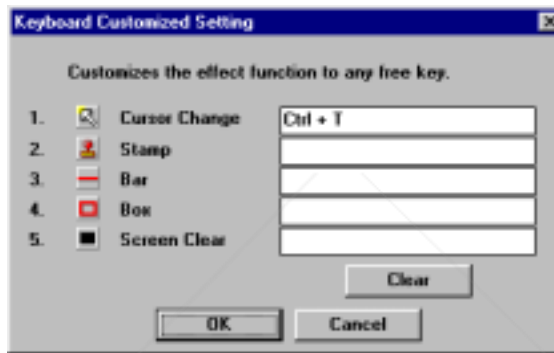 Keyboard Customized Setting
Customizes the effect function to any free key.
1. Cursor Change Ctrl + T
2. Stamp
3. Bar
4. Box
5. Screen Clear
Clear
OK Cancel